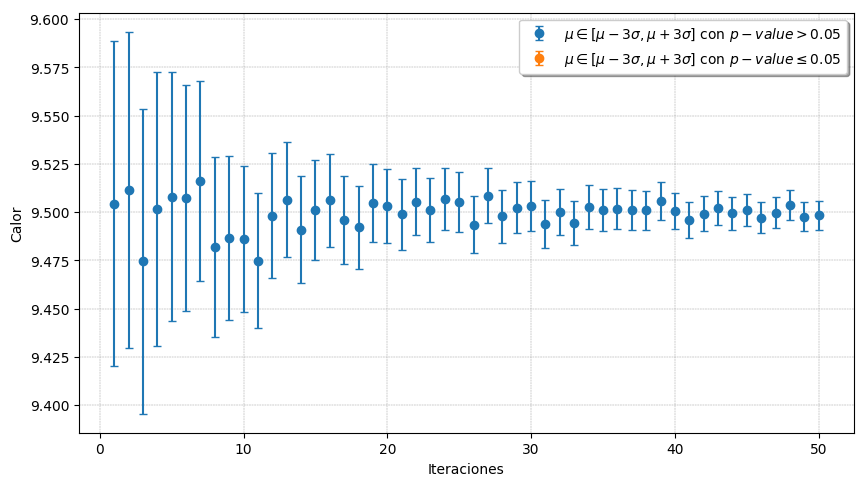 μ ∈ [μ − 3σ, μ + 3σ] con p − value > 0.05
μ ∈ [μ − 3σ, μ + 3σ] con p − value ≤ 0.05
9.600
9.575
9.550
9.525
9.500
9.475
9.450
9.425
9.400
Calor
0 10 20 30 40 50
Iteraciones